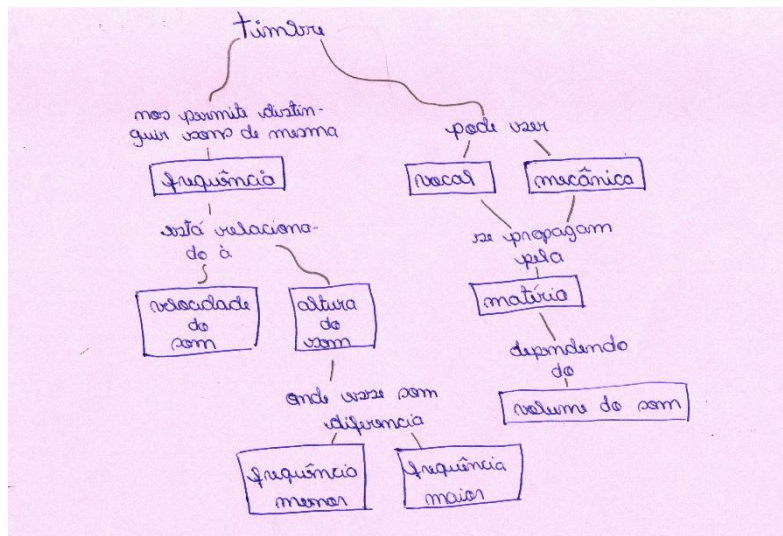 timbre
nos permite distin-
guir sons de mesma
frequência
está relaciona-
do à
velocidade
do
som
altura
do
som
onde esse som
diferencia
frequência
menor
frequência
maior
pode ser
vocal
mecânica
se propagam
pela
matéria
dependendo
do
volume do som